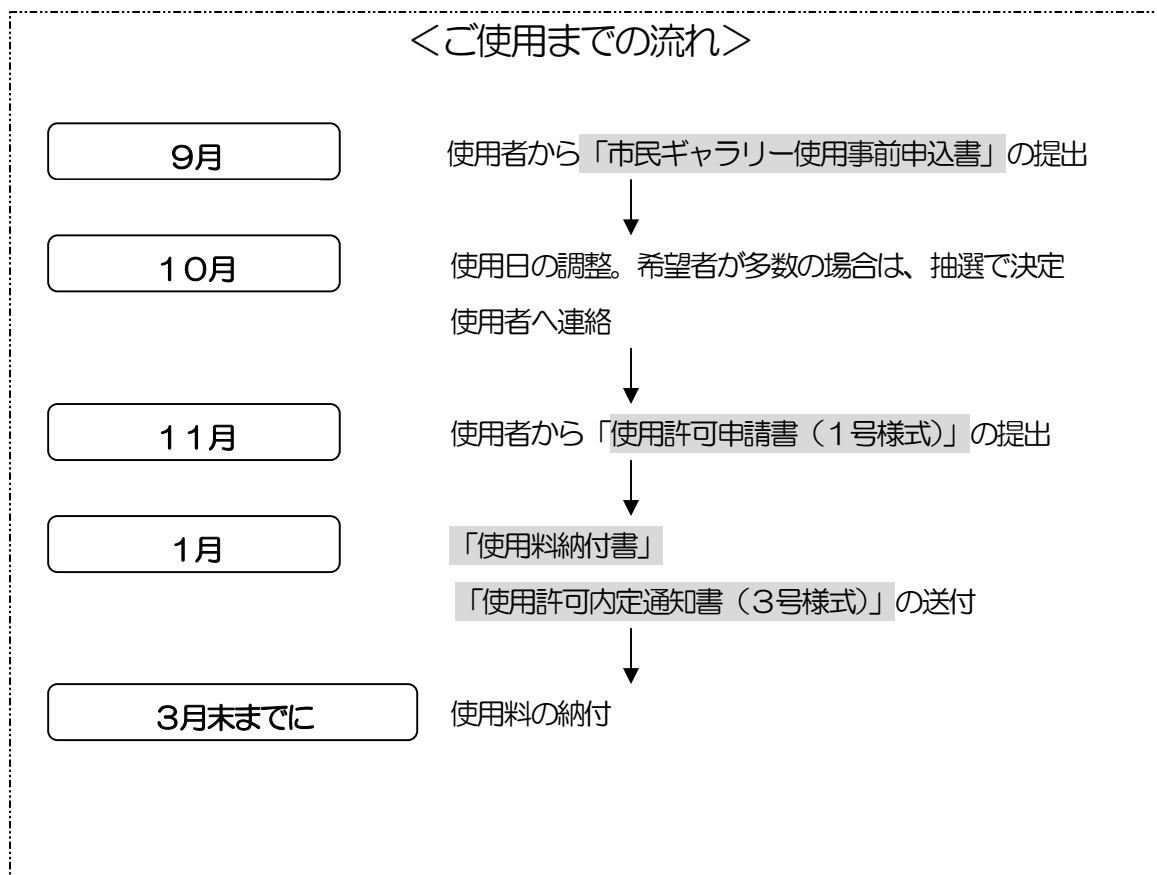 ＜ご使用までの流れ＞
９月 使用者から「市民ギャラリー使用事前申込書」の提出
１０月 使用日の調整。希望者が多数の場合は、抽選で決定
使用者へ連絡
１１月 使用者から「使用許可申請書（１号様式）」の提出
１月 「使用料納付書」
「使用許可内定通知書（３号様式）」の送付
３月末までに 使用料の納付